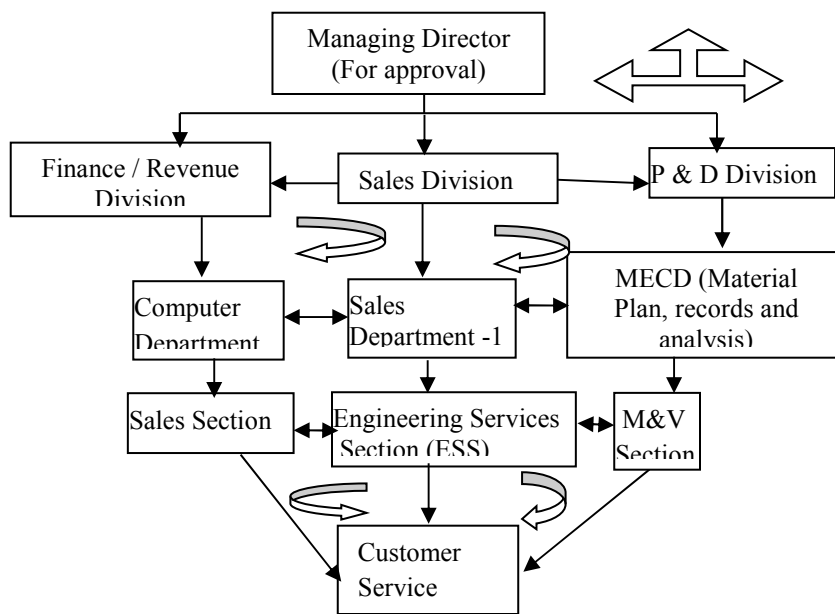 Managing Director
(For approval)
Finance / Revenue
Division
Sales Division
P & D Division
Computer
Department
Sales
Department -1
MECD (Material
Plan, records and
analysis)
Sales Section
Engineering Services
Section (ESS)
M&V
Section
Customer
Service